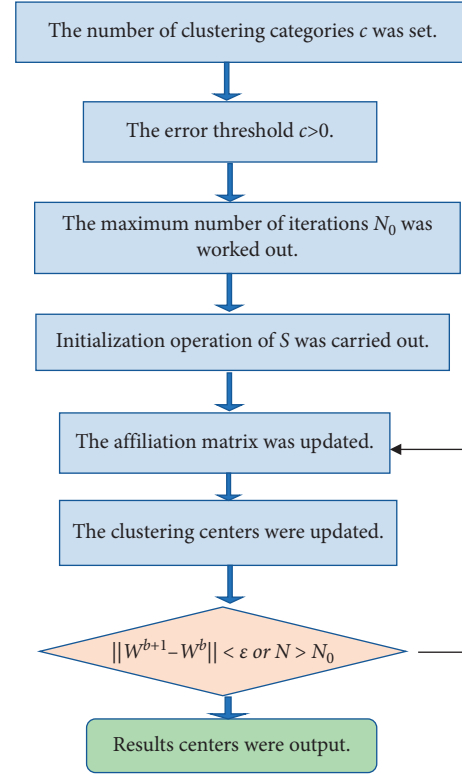 The number of clustering categories c was set.
The error threshold c>0.
The maximum number of iterations N₀ was
worked out.
Initialization operation of S was carried out.
The affiliation matrix was updated.
The clustering centers were updated.
||Wᵇ⁺¹–Wᵇ|| < ε or N > N₀
Results centers were output.